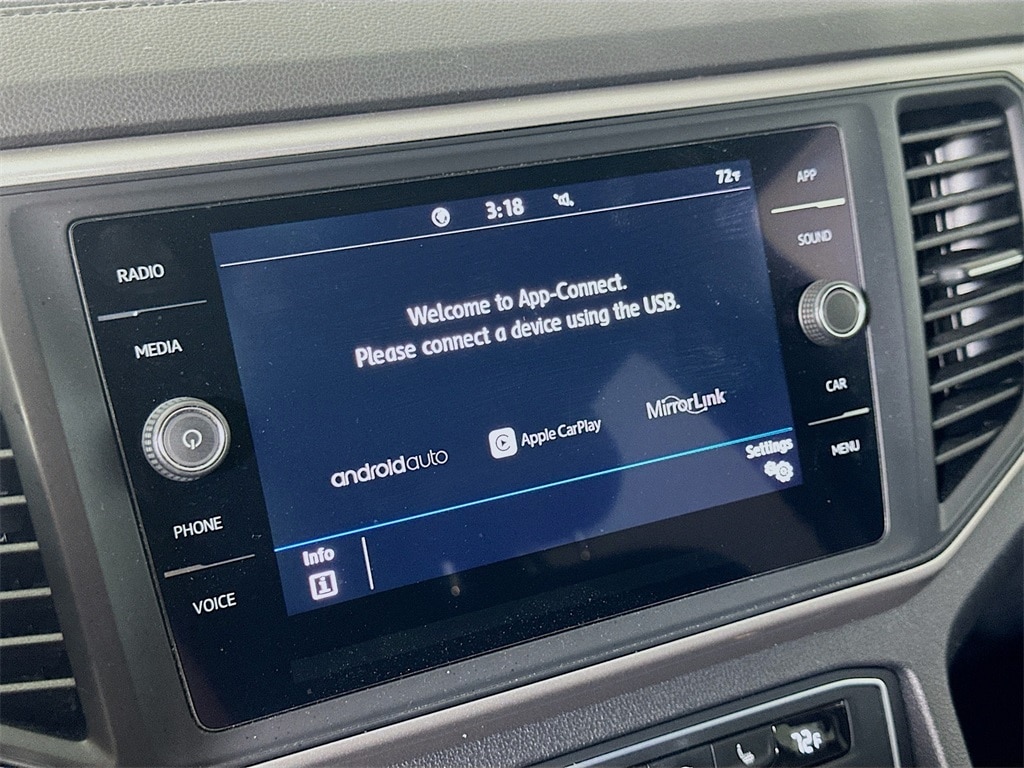 3:18
72°F
RADIO
MEDIA
PHONE
VOICE
Welcome to App-Connect.
Please connect a device using the USB.
androidauto
Apple CarPlay
MirrorLink
Settings
Info
i
APP
SOUND
CAR
MENU
72°F